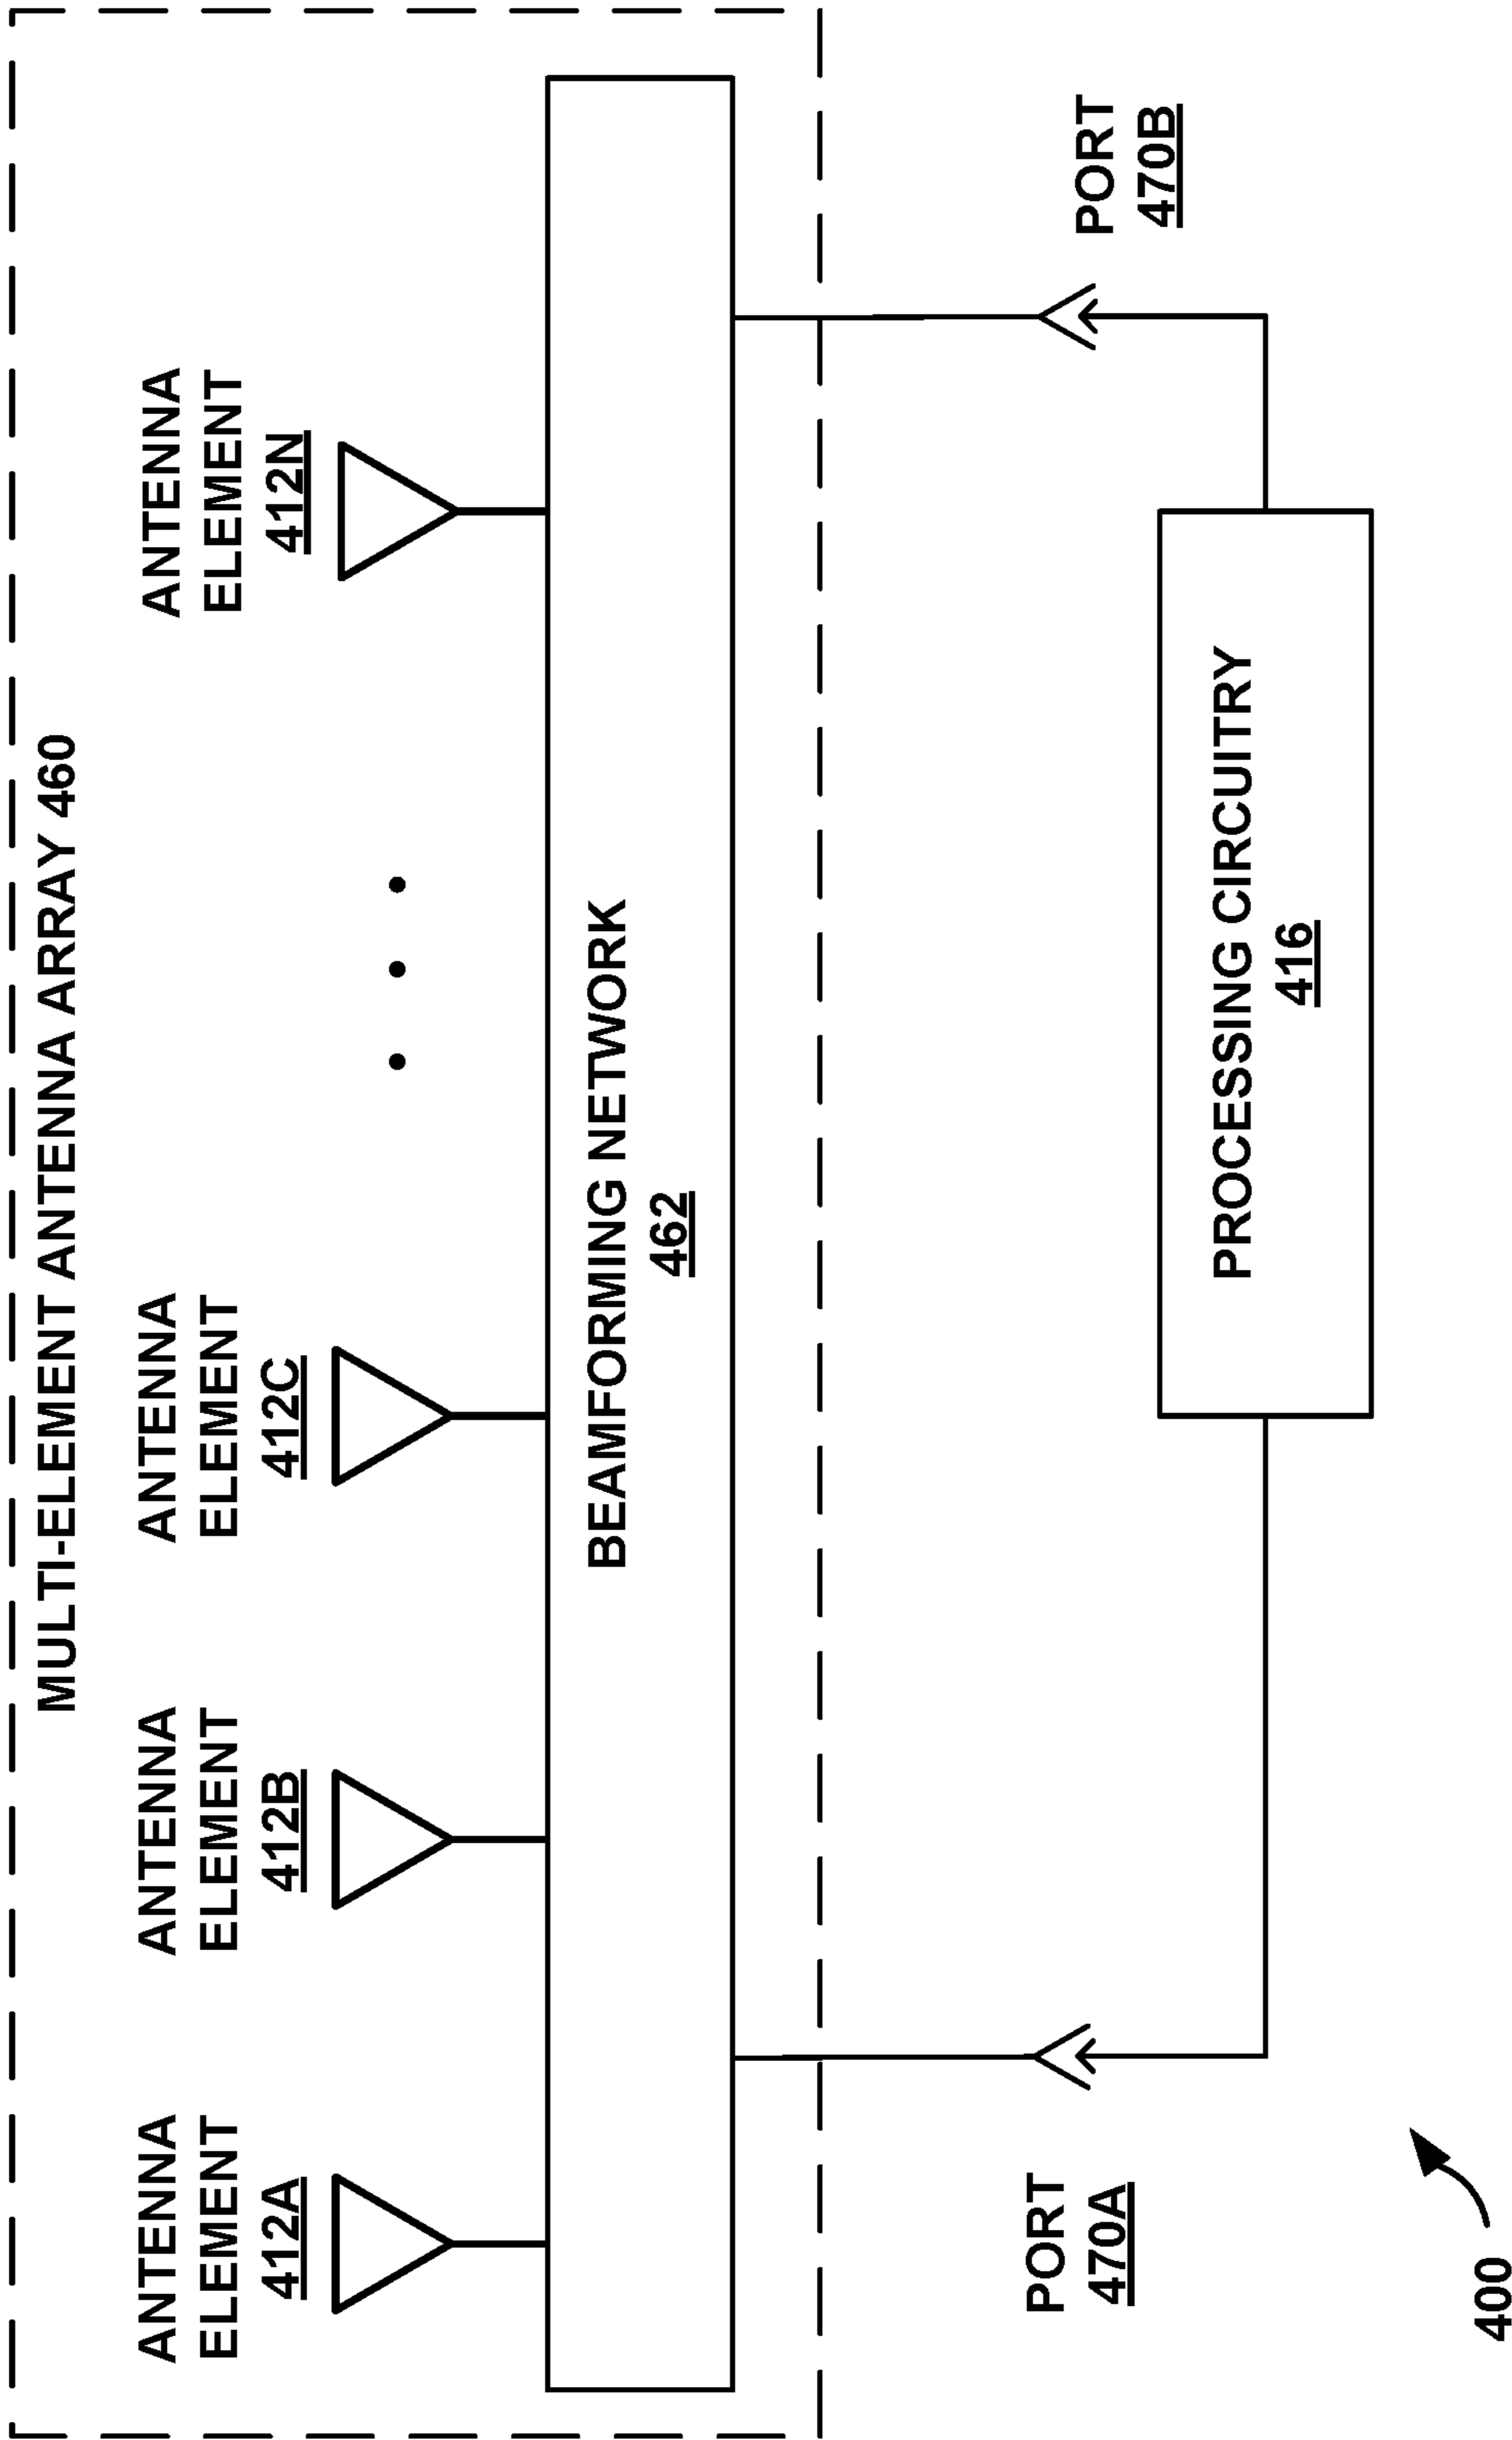 MULTI-ELEMENT ANTENNA ARRAY 460
ANTENNA
ELEMENT
412A
ANTENNA
ELEMENT
412B
ANTENNA
ELEMENT
412C
ANTENNA
ELEMENT
412N
BEAMFORMING NETWORK
462
PORT
470A
PORT
470B
PROCESSING CIRCUITRY
416
400